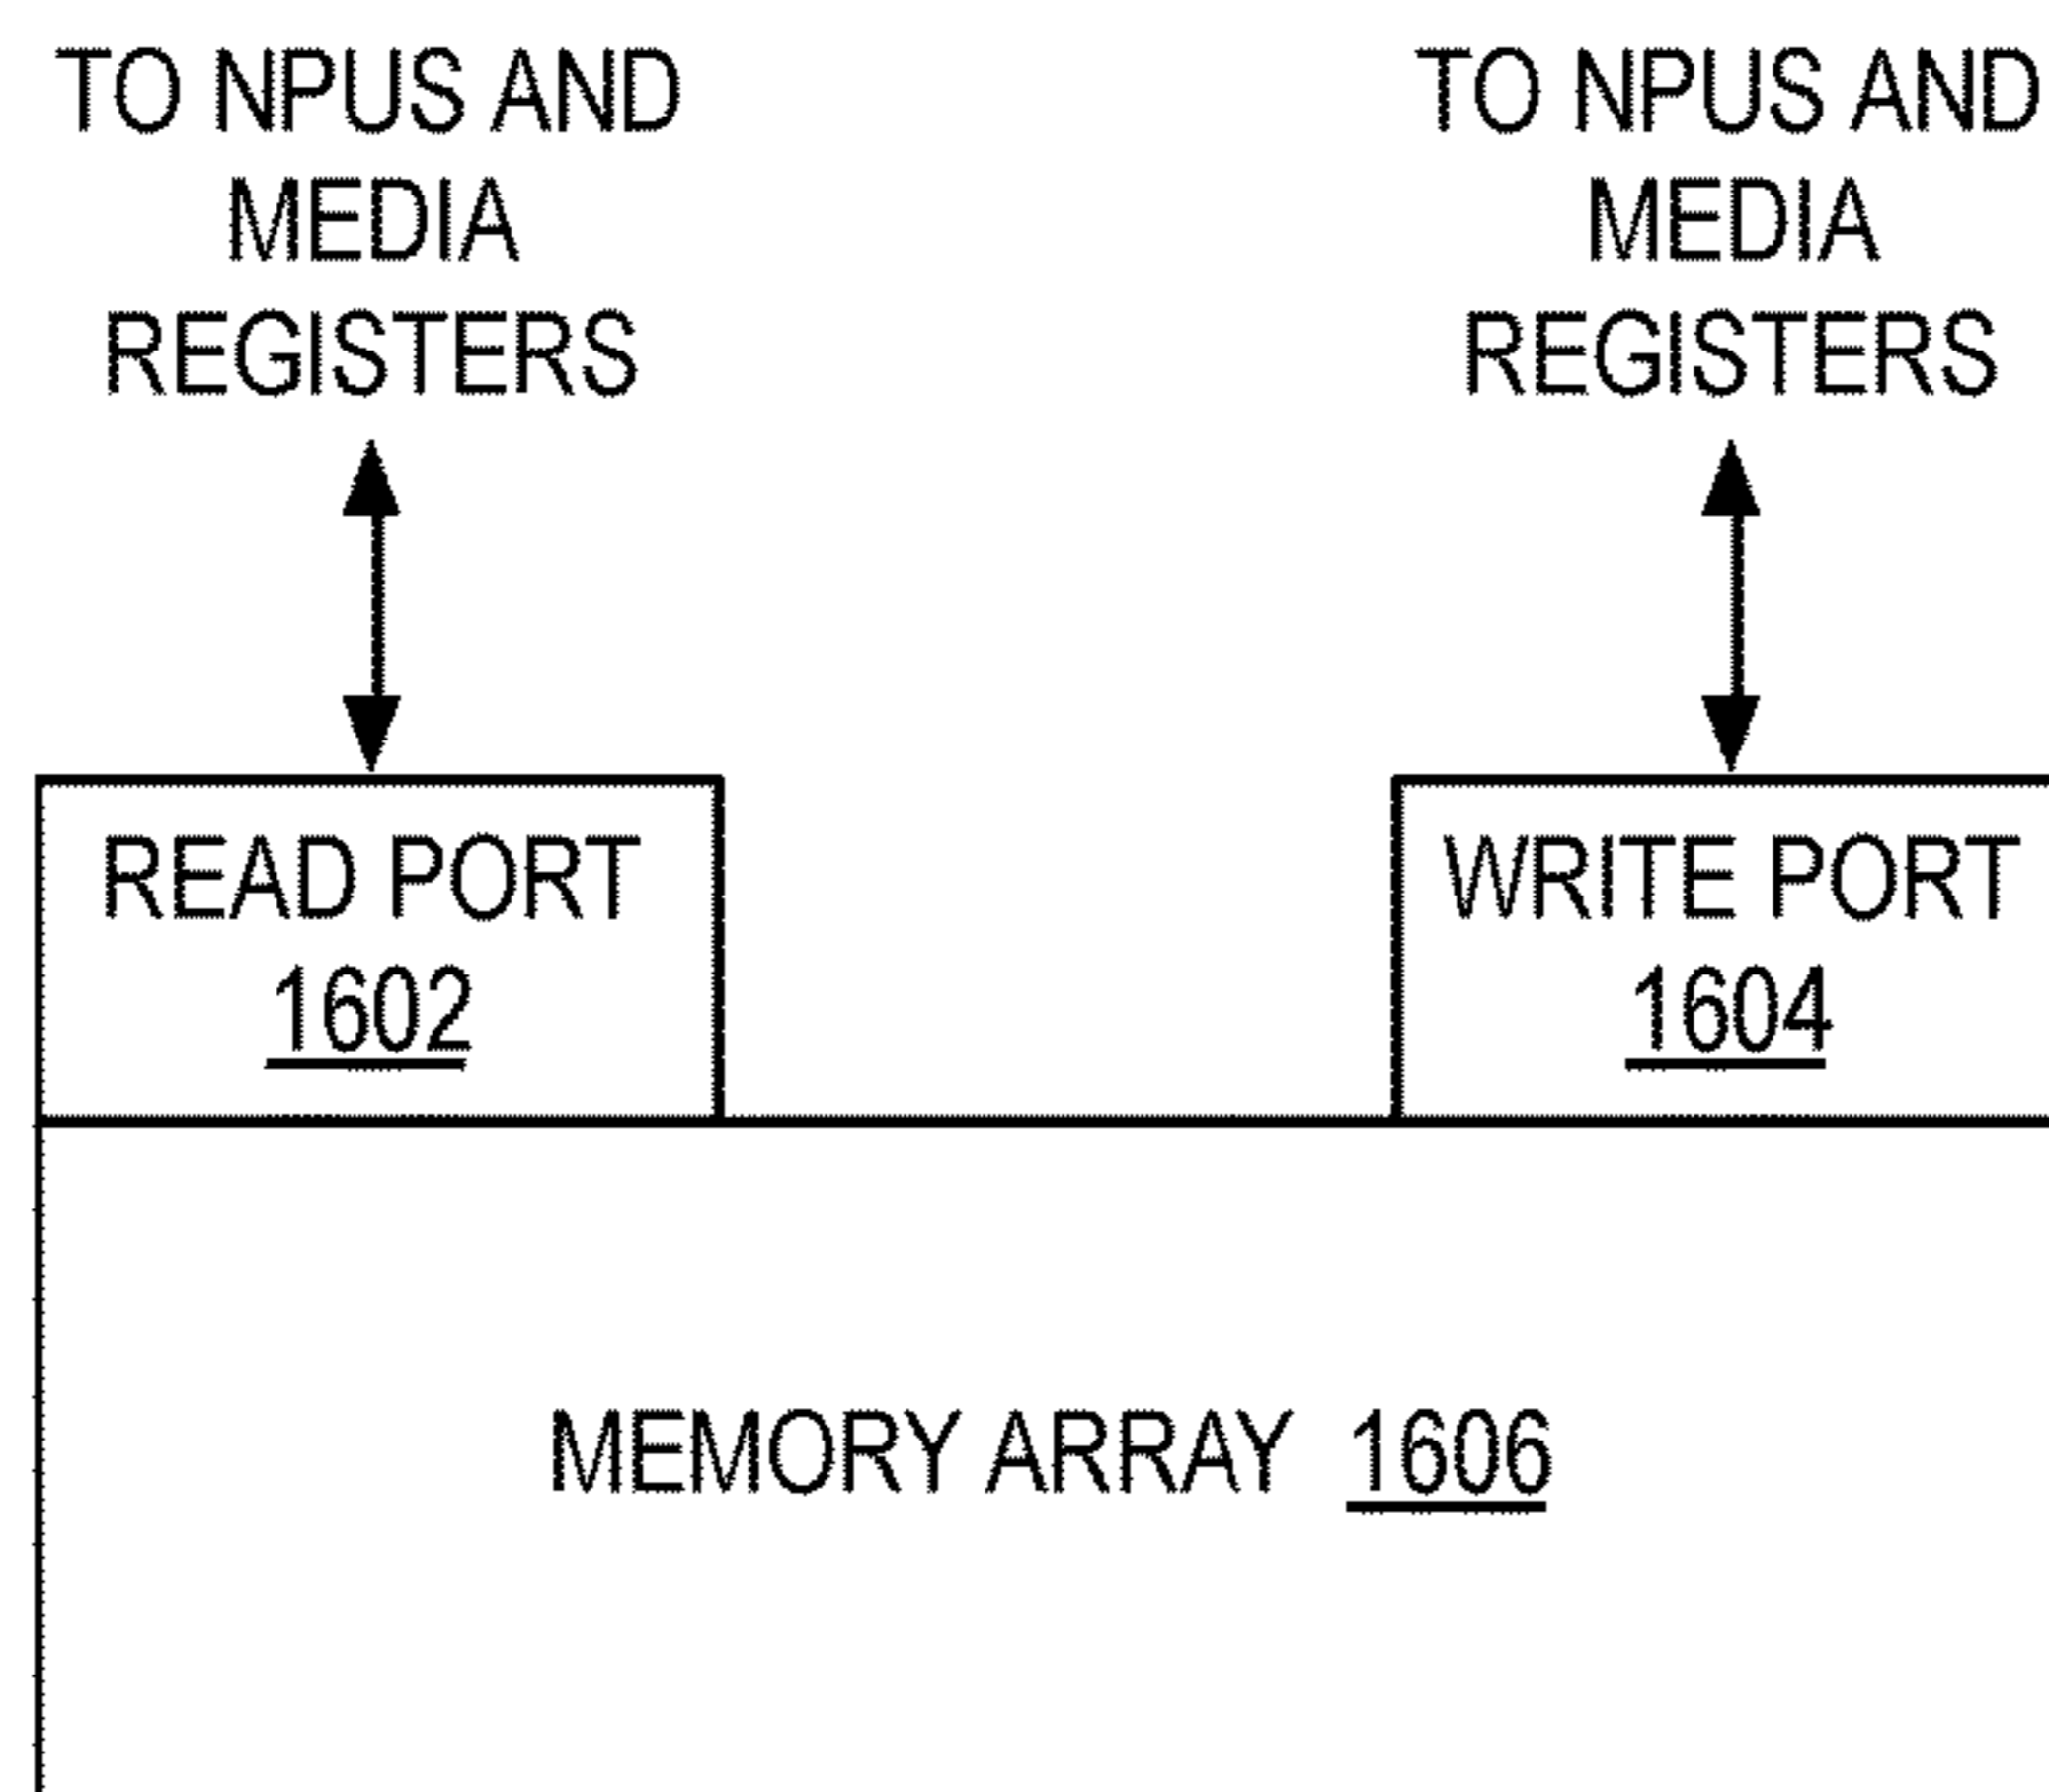 TO NPUS AND
MEDIA
REGISTERS
TO NPUS AND
MEDIA
REGISTERS
READ PORT
1602
WRITE PORT
1604
MEMORY ARRAY 1606